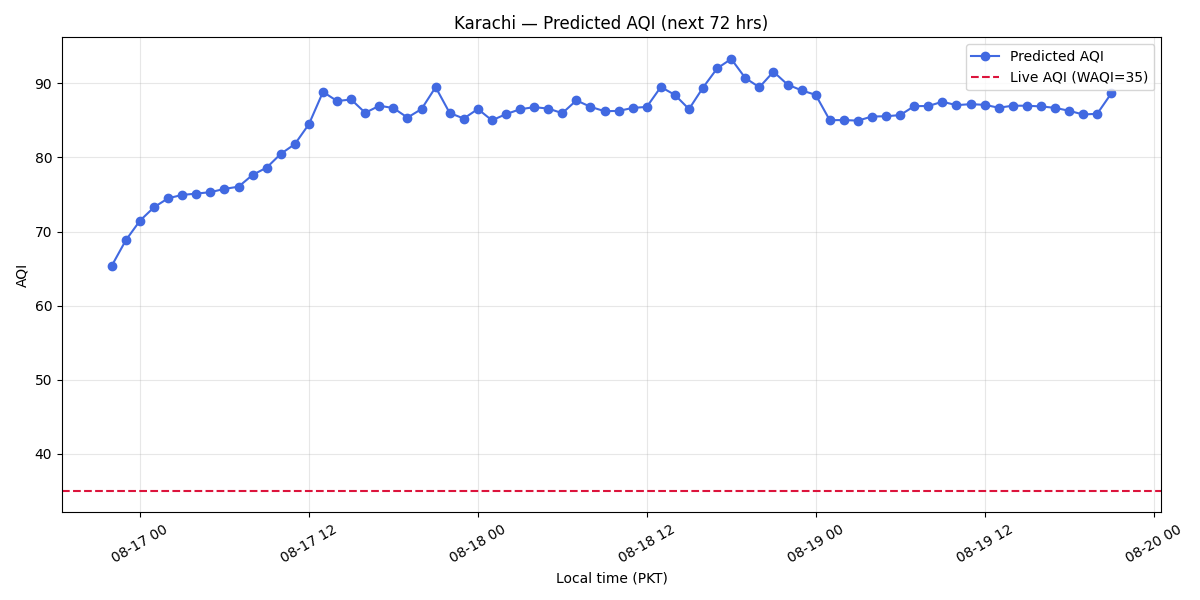 Karachi — Predicted AQI (next 72 hrs)
Predicted AQI
Live AQI (WAQI=35)
90
80
70
60
50
40
AQI
08-17 00
08-17 12
08-18 00
08-18 12
08-19 00
08-19 12
08-20 00
Local time (PKT)